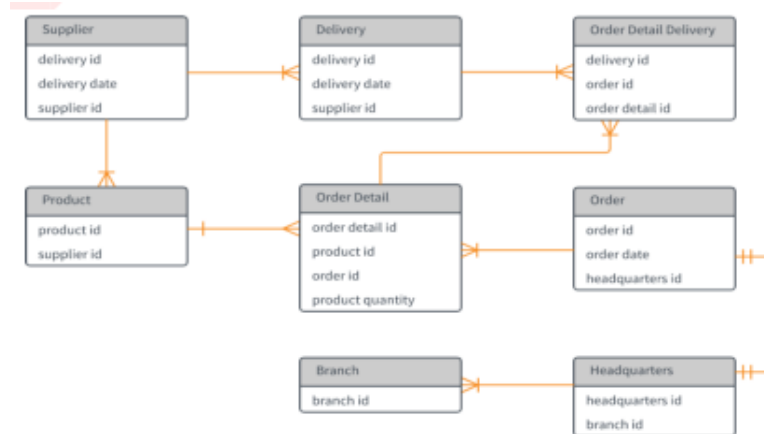 Supplier
delivery id
delivery date
supplier id
Delivery
delivery id
delivery date
supplier id
Order Detail Delivery
delivery id
order id
order detail id
Product
product id
supplier id
Order Detail
order detail id
product id
order id
product quantity
Order
order id
order date
headquarters id
Branch
branch id
Headquarters
headquarters id
branch id